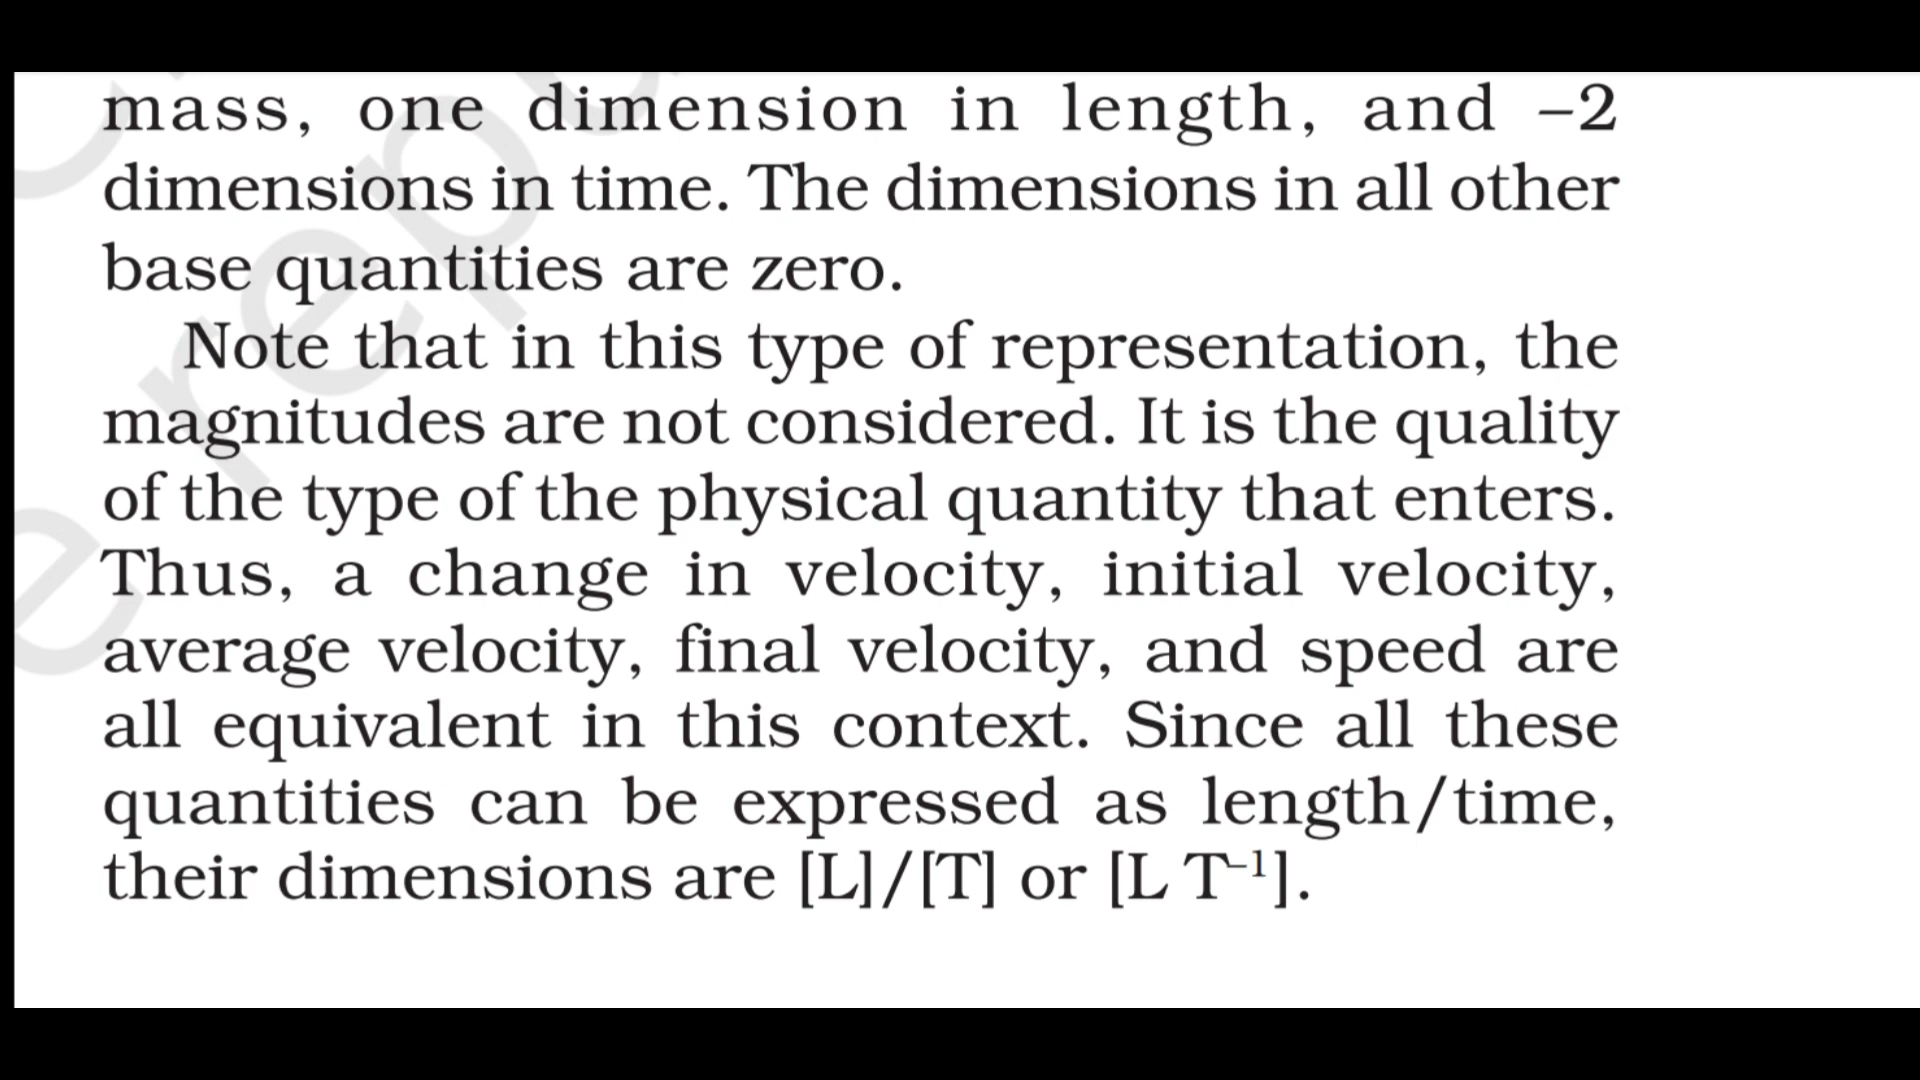 mass, one dimension in length, and –2
dimensions in time. The dimensions in all other
base quantities are zero.
Note that in this type of representation, the
magnitudes are not considered. It is the quality
of the type of the physical quantity that enters.
Thus, a change in velocity, initial velocity,
average velocity, final velocity, and speed are
all equivalent in this context. Since all these
quantities can be expressed as length/time,
their dimensions are [L]/[T] or [L T⁻¹].